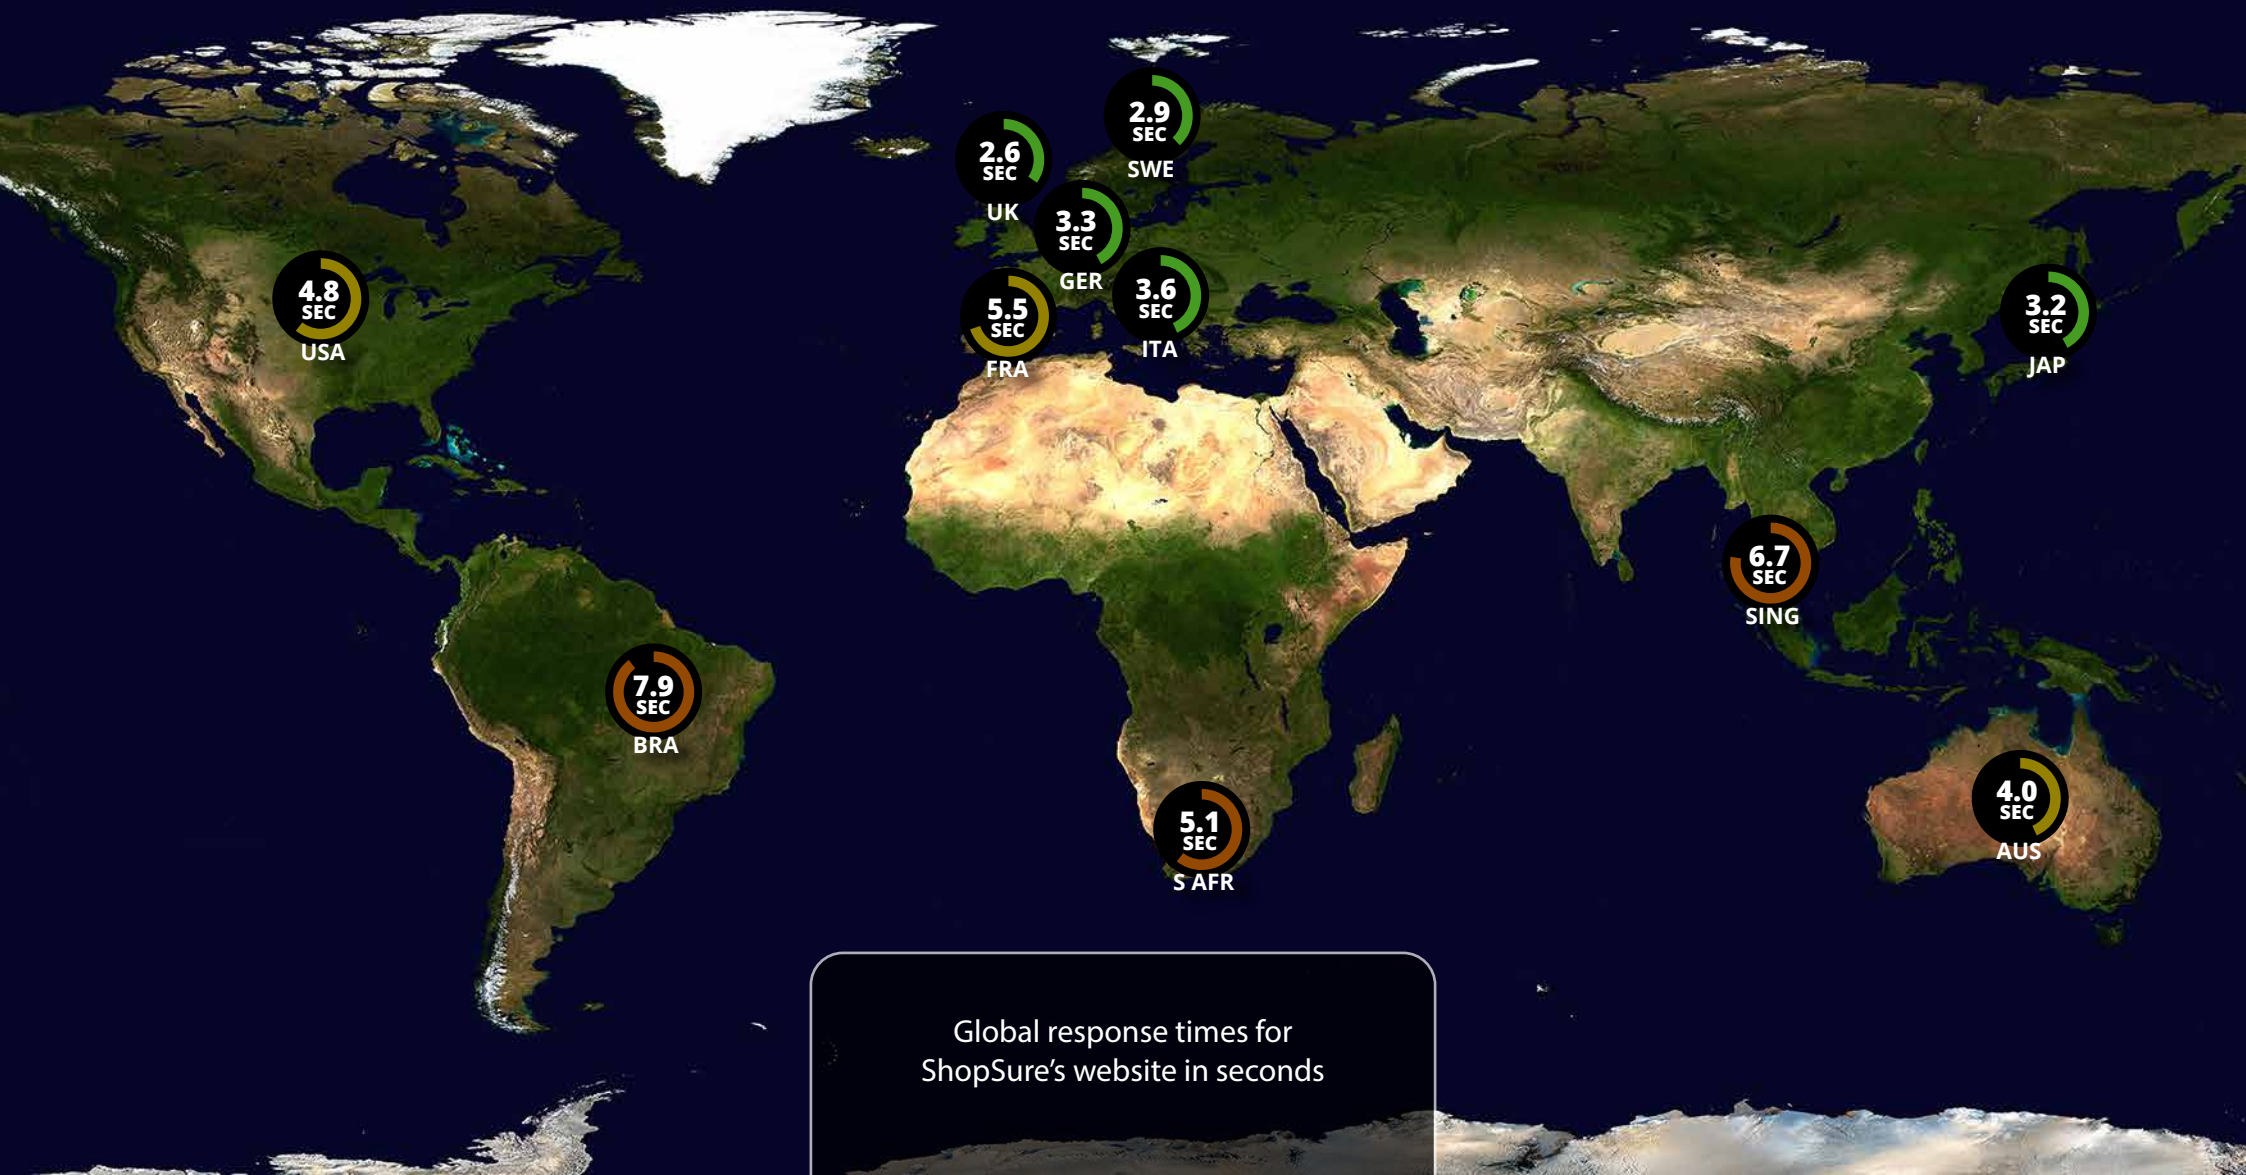 2.9
SEC
SWE
2.6
SEC
UK
3.3
SEC
GER
4.8
SEC
USA
5.5
SEC
FRA
3.6
SEC
ITA
3.2
SEC
JAP
6.7
SEC
SING
7.9
SEC
BRA
5.1
SEC
S AFR
4.0
SEC
AUS
Global response times for
ShopSure’s website in seconds